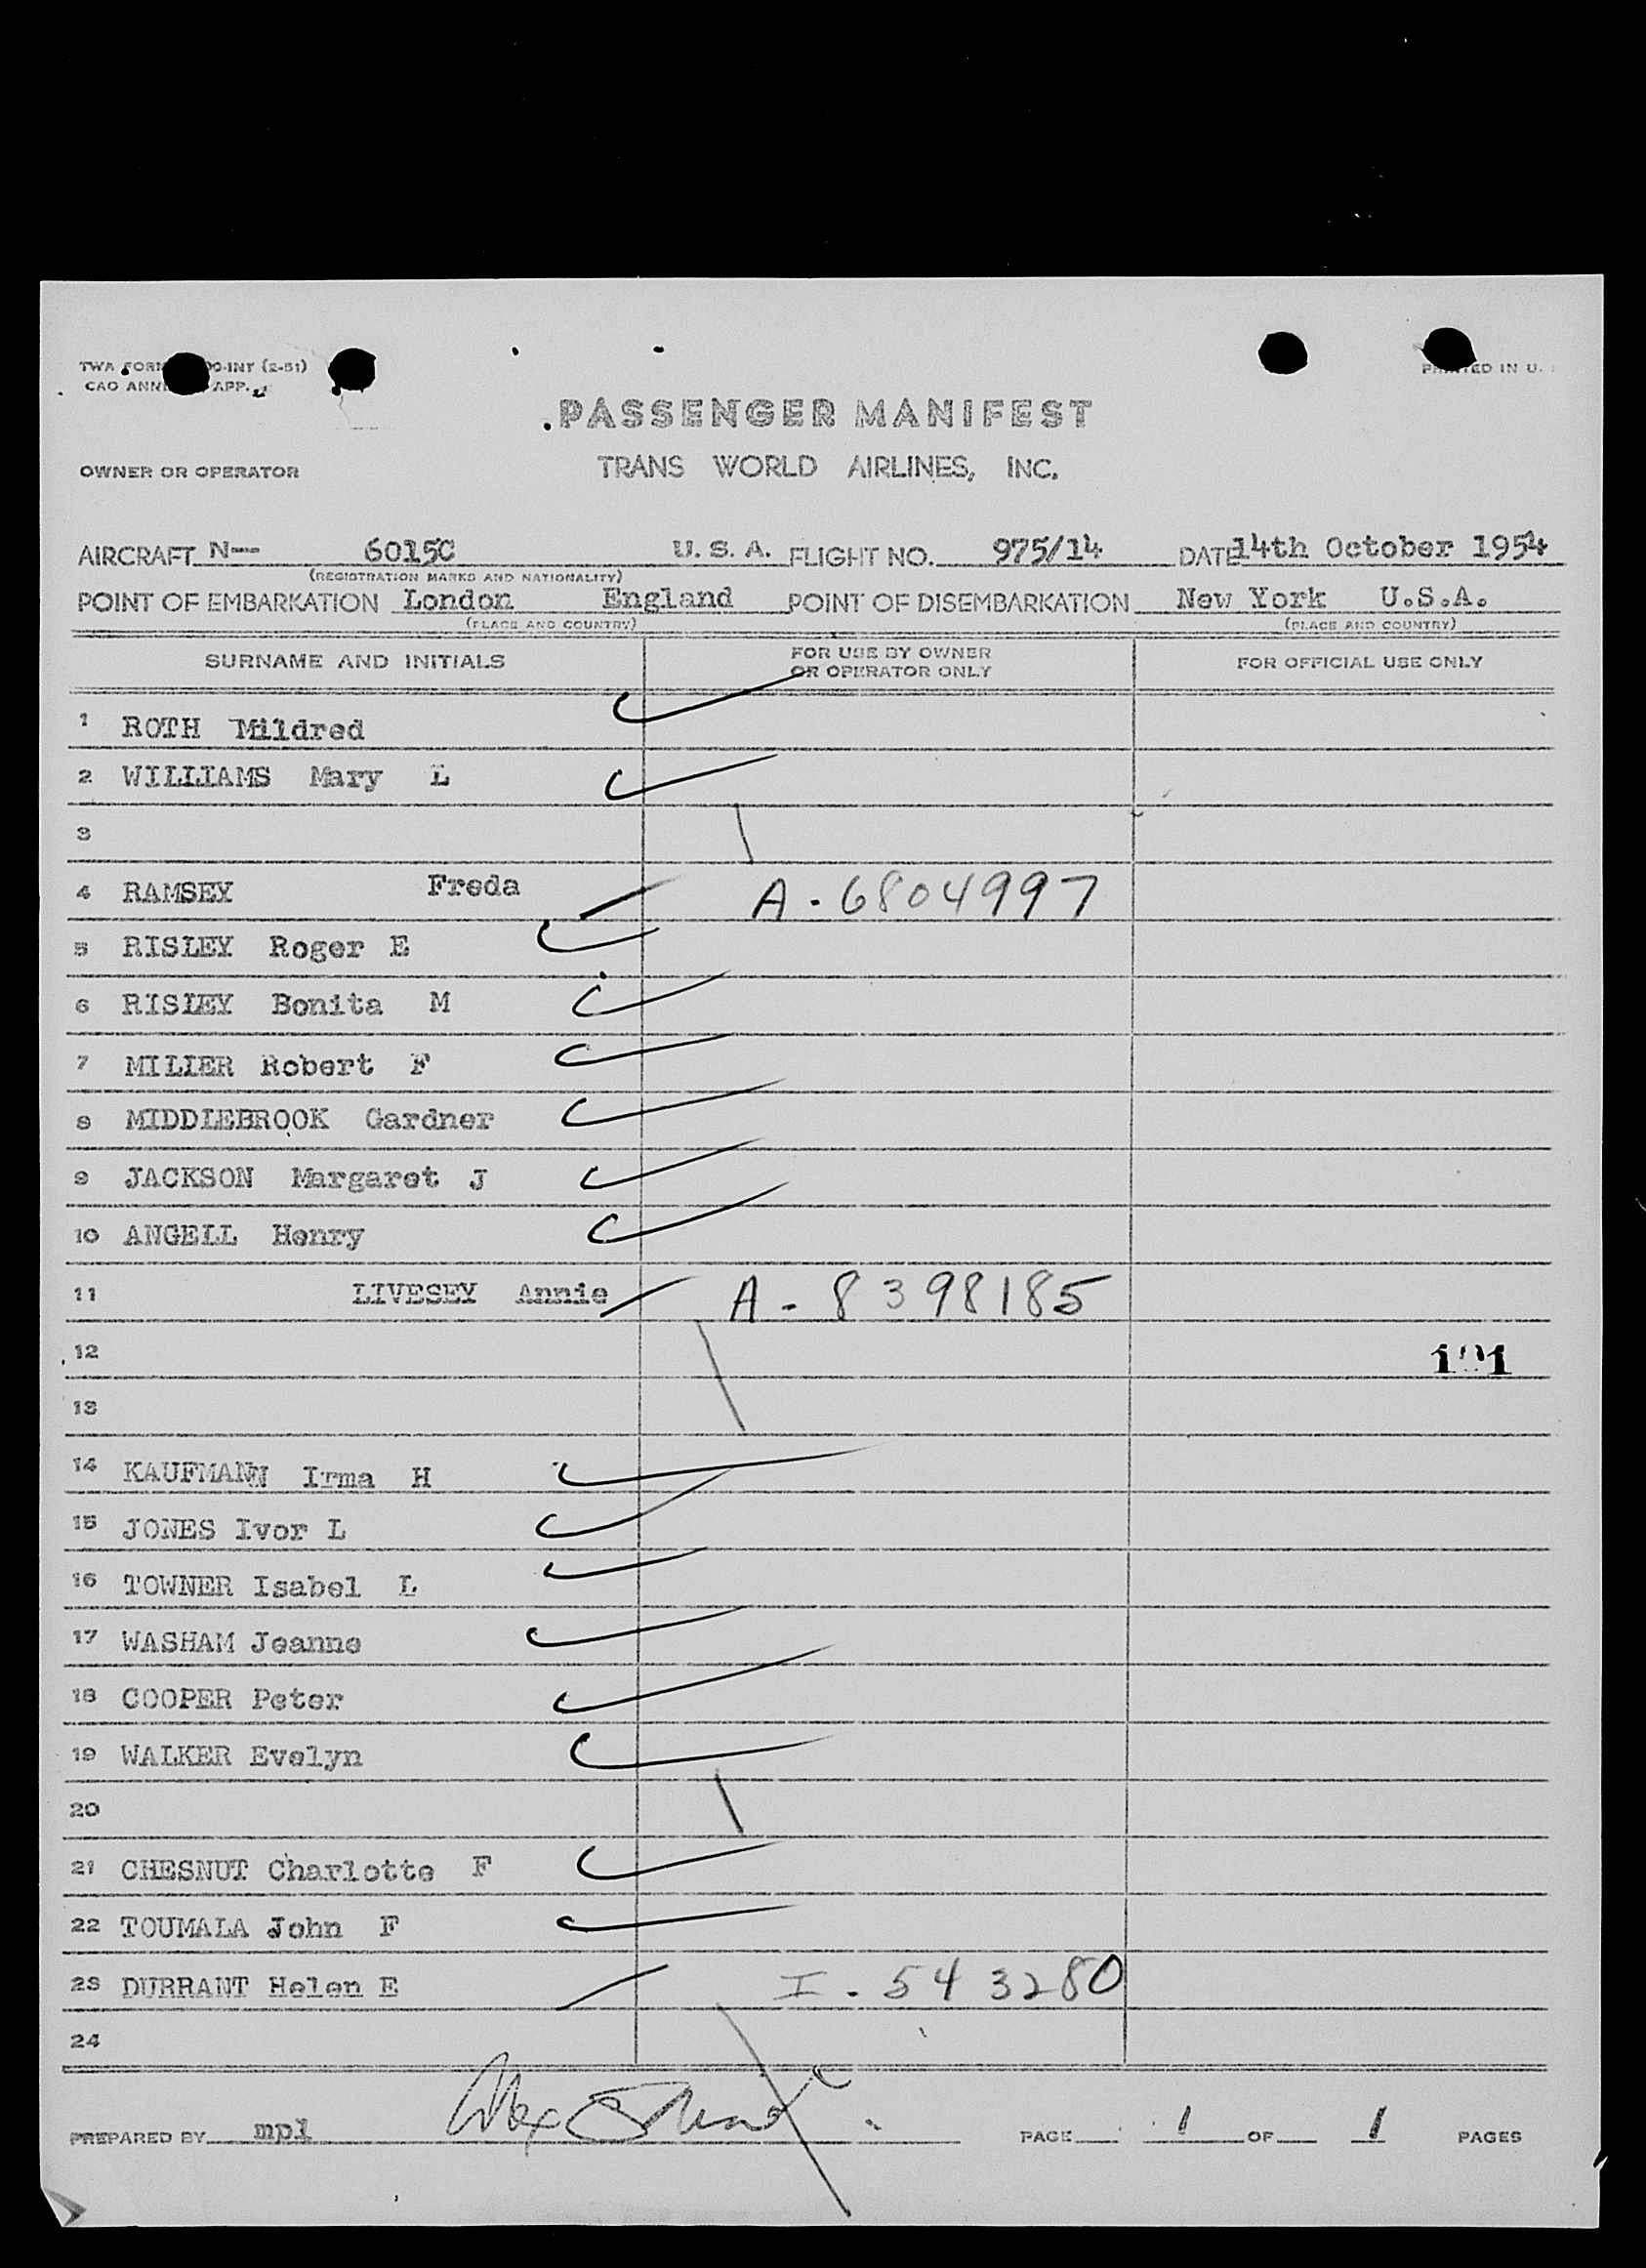 TWA FORM 00-INT (2-51)
CAO ANN APP.
PRINTED IN U.
PASSENGER MANIFEST
OWNER OR OPERATOR TRANS WORLD AIRLINES, INC.
AIRCRAFT N-- 6015C U. S. A. FLIGHT NO. 975/14 DATE 14th October 1954
(REGISTRATION MARKS AND NATIONALITY)
POINT OF EMBARKATION London England POINT OF DISEMBARKATION New York U.S.A.
(PLACE AND COUNTRY) (PLACE AND COUNTRY)
SURNAME AND INITIALS FOR USE BY OWNER OR OPERATOR ONLY FOR OFFICIAL USE ONLY
1 ROTH Mildred
2 WILLIAMS Mary L
3
4 RAMSEY Freda A-6804997
5 RISLEY Roger E
6 RISLEY Bonita M
7 MILLER Robert F
8 MIDDLEBROOK Gardner
9 JACKSON Margaret J
10 ANGELL Henry
11 LIVESEY Annie A-8398185
12
13
14 KAUFMANN Irma H
15 JONES Ivor L
16 TOWNER Isabel L
17 WASHAM Jeanne
18 COOPER Peter
19 WALKER Evelyn
20
21 CHESNUT Charlotte F
22 TOUMALA John F
23 DURRANT Helen E I-543280
24
PREPARED BY mpl PAGE 1 OF 1 PAGES